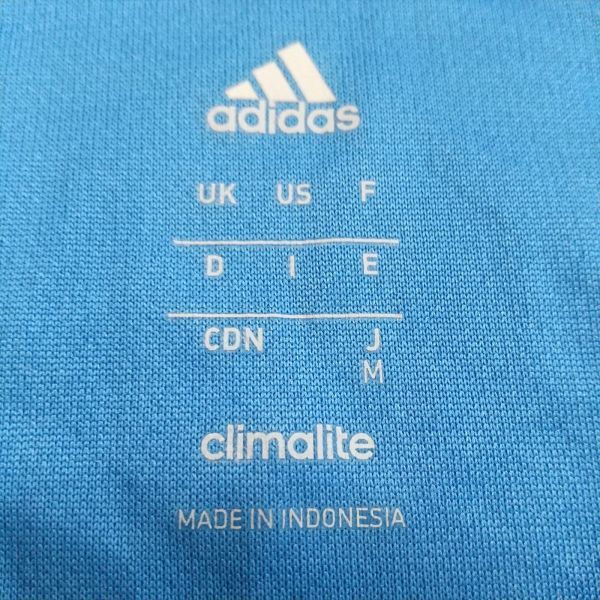 adidas
UK US F
D I E
CDN J
M
climalite
MADE IN INDONESIA